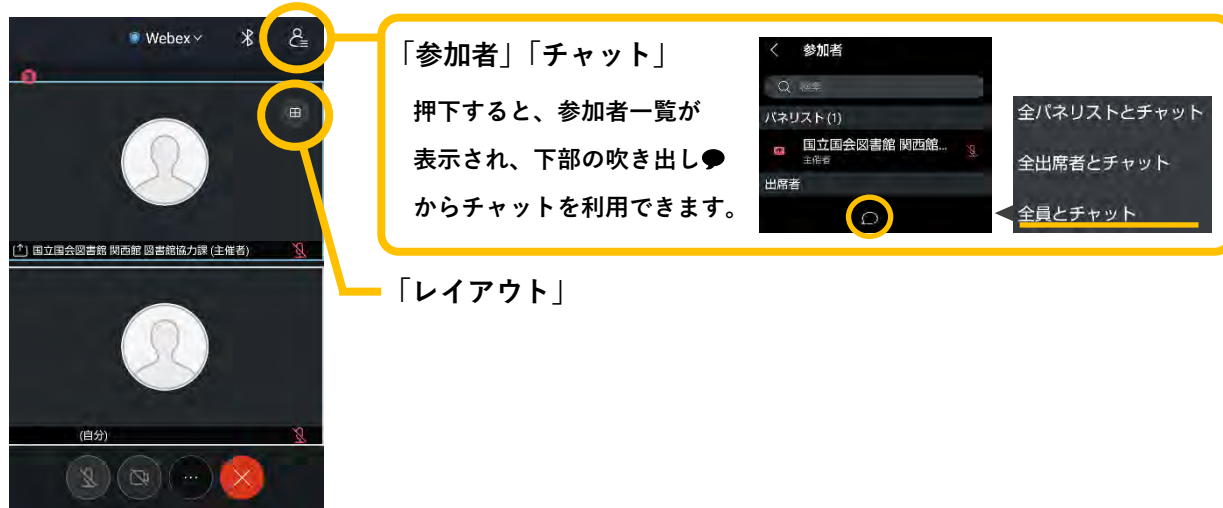 Webex
国立国会図書館 関西館 図書館協力課 (主催者)
(自分)
「参加者」「チャット」
押下すると、参加者一覧が
表示され、下部の吹き出し
からチャットを利用できます。
「レイアウト」
参加者
検索
パネリスト(1)
国立国会図書館 関西館...
主催者
出席者
全パネリストとチャット
全出席者とチャット
全員とチャット